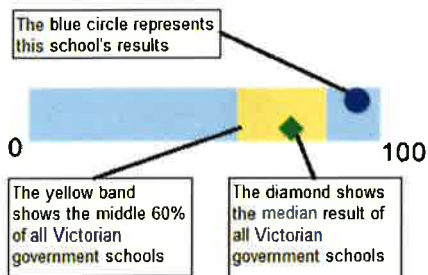 The blue circle represents
this school's results
0
100
The yellow band
shows the middle 60%
of all Victorian
government schools
The diamond shows
the median result of
all Victorian
government schools